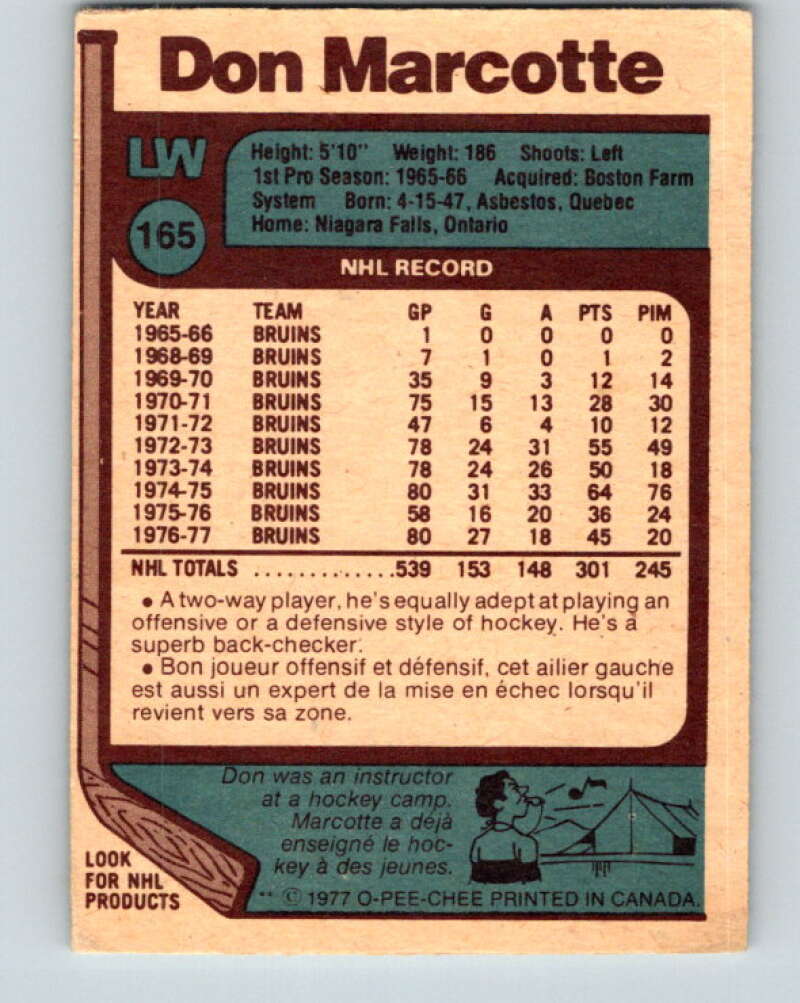 Don Marcotte
LW
165
Height: 5'10" Weight: 186 Shoots: Left
1st Pro Season: 1965-66 Acquired: Boston Farm
System Born: 4-15-47, Asbestos, Quebec
Home: Niagara Falls, Ontario
NHL RECORD
YEAR TEAM GP G A PTS PIM
1965-66 BRUINS 1 0 0 0 0
1968-69 BRUINS 7 1 0 1 2
1969-70 BRUINS 35 9 3 12 14
1970-71 BRUINS 75 15 13 28 30
1971-72 BRUINS 47 6 4 10 12
1972-73 BRUINS 78 24 31 55 49
1973-74 BRUINS 78 24 26 50 18
1974-75 BRUINS 80 31 33 64 76
1975-76 BRUINS 58 16 20 36 24
1976-77 BRUINS 80 27 18 45 20
NHL TOTALS ..............539 153 148 301 245
• A two-way player, he's equally adept at playing an
offensive or a defensive style of hockey. He's a
superb back-checker.
• Bon joueur offensif et défensif, cet ailier gauche
est aussi un expert de la mise en échec lorsqu'il
revient vers sa zone.
Don was an instructor
at a hockey camp.
Marcotte a déjà
enseigné le hoc-
key à des jeunes.
LOOK
FOR NHL
PRODUCTS
** © 1977 O-PEE-CHEE PRINTED IN CANADA.